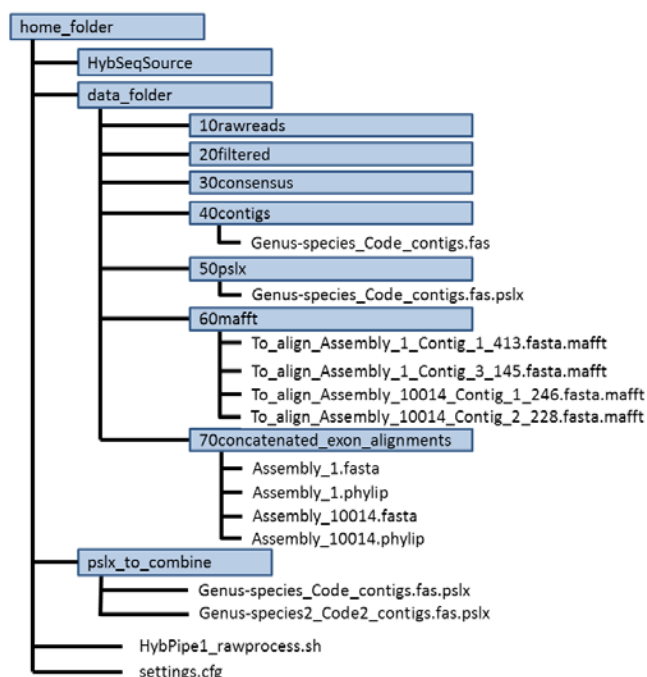 home_folder
HybSeqSource
data_folder
10rawreads
20filtered
30consensus
40contigs
Genus-species_Code_contigs.fas
50pslx
Genus-species_Code_contigs.fas.pslx
60mafft
To_align_Assembly_1_Contig_1_413.fasta.mafft
To_align_Assembly_1_Contig_3_145.fasta.mafft
To_align_Assembly_10014_Contig_1_246.fasta.mafft
To_align_Assembly_10014_Contig_2_228.fasta.mafft
70concatenated_exon_alignments
Assembly_1.fasta
Assembly_1.phylip
Assembly_10014.fasta
Assembly_10014.phylip
pslx_to_combine
Genus-species_Code_contigs.fas.pslx
Genus-species2_Code2_contigs.fas.pslx
HybPipe1_rawprocess.sh
settings.cfg